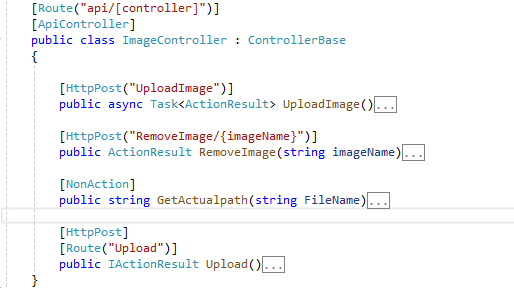 [Route("api/[controller]")]
[ApiController]
public class ImageController : ControllerBase
{
[HttpPost("UploadImage")]
public async Task<ActionResult> UploadImage()...
[HttpPost("RemoveImage/{imageName}")]
public ActionResult RemoveImage(string imageName)...
[NonAction]
public string GetActualpath(string FileName)...
[HttpPost]
[Route("Upload")]
public IActionResult Upload()...
}